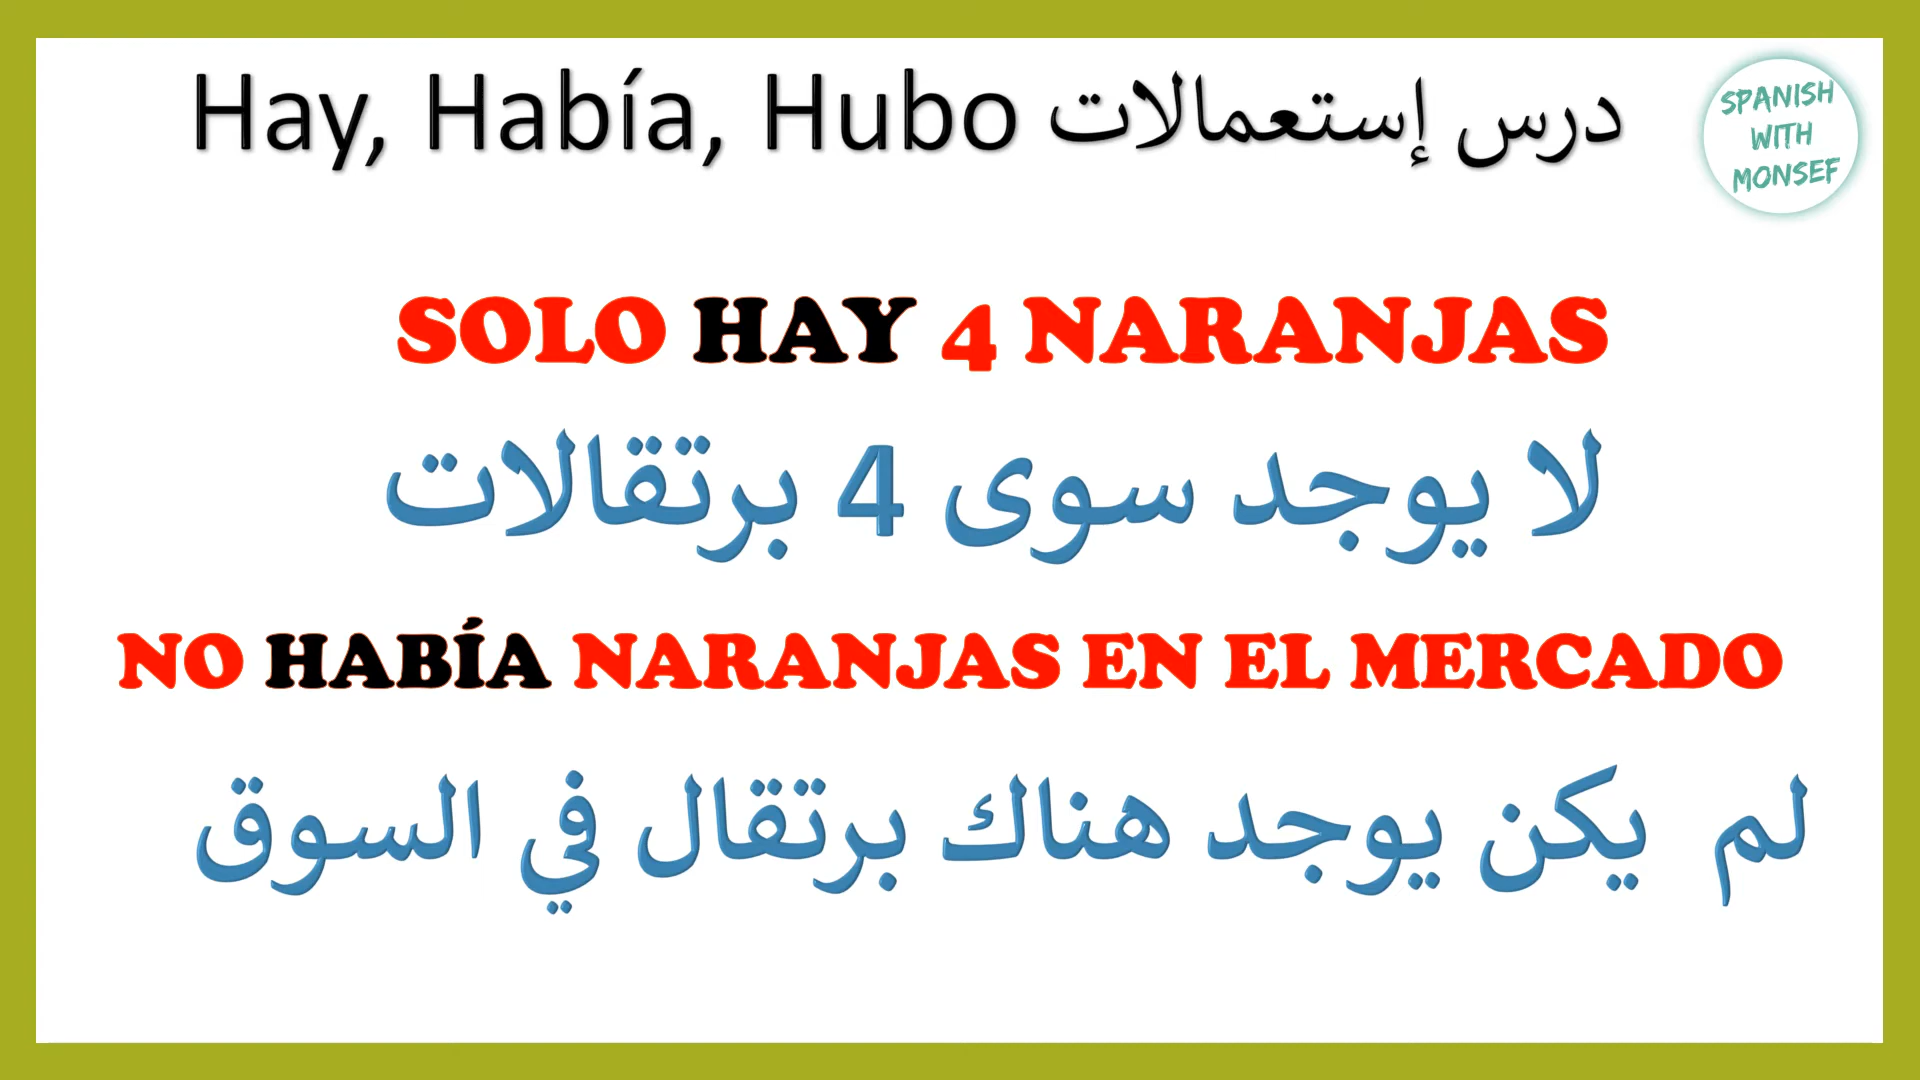 درس إستعمالات Hay, Había, Hubo
SPANISH
WITH
MONSEF
SOLO HAY 4 NARANJAS
لا يوجد سوى 4 برتقالات
NO HABÍA NARANJAS EN EL MERCADO
لم يكن يوجد هناك برتقال في السوق